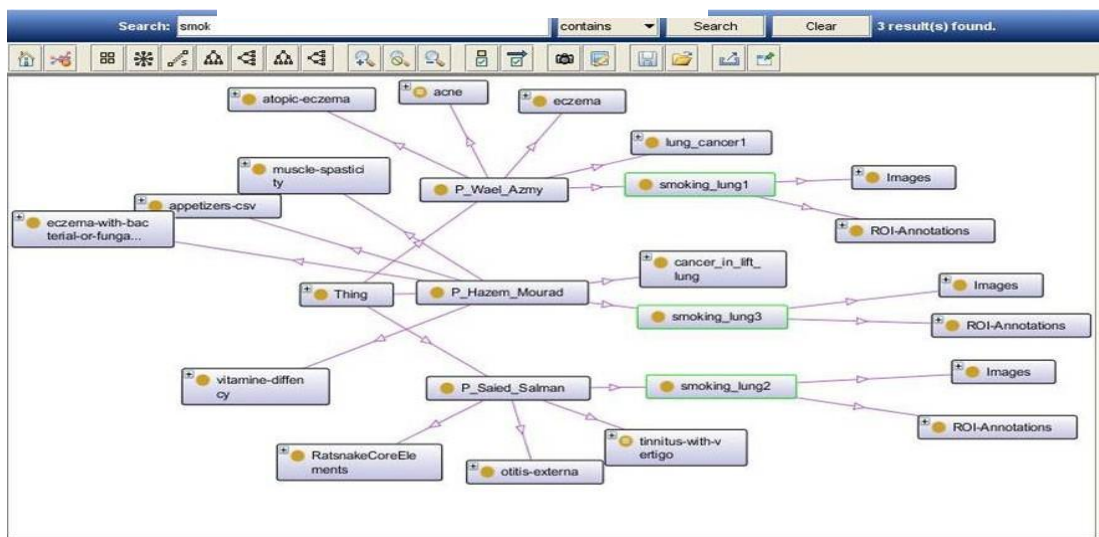 Search: smok contains Search Clear 3 result(s) found.
atopic-eczema
acne
eczema
lung_cancer1
muscle-spastici
ty
P_Wael_Azmy
smoking_lung1
Images
appetizers-csv
eczema-with-bac
terial-or-funga...
ROI-Annotations
cancer_in_lift_
lung
Thing
P_Hazem_Mourad
Images
smoking_lung3
ROI-Annotations
vitamine-diffen
cy
P_Saied_Salman
smoking_lung2
Images
ROI-Annotations
RatsnakeCoreEle
ments
otitis-externa
tinnitus-with-v
ertigo